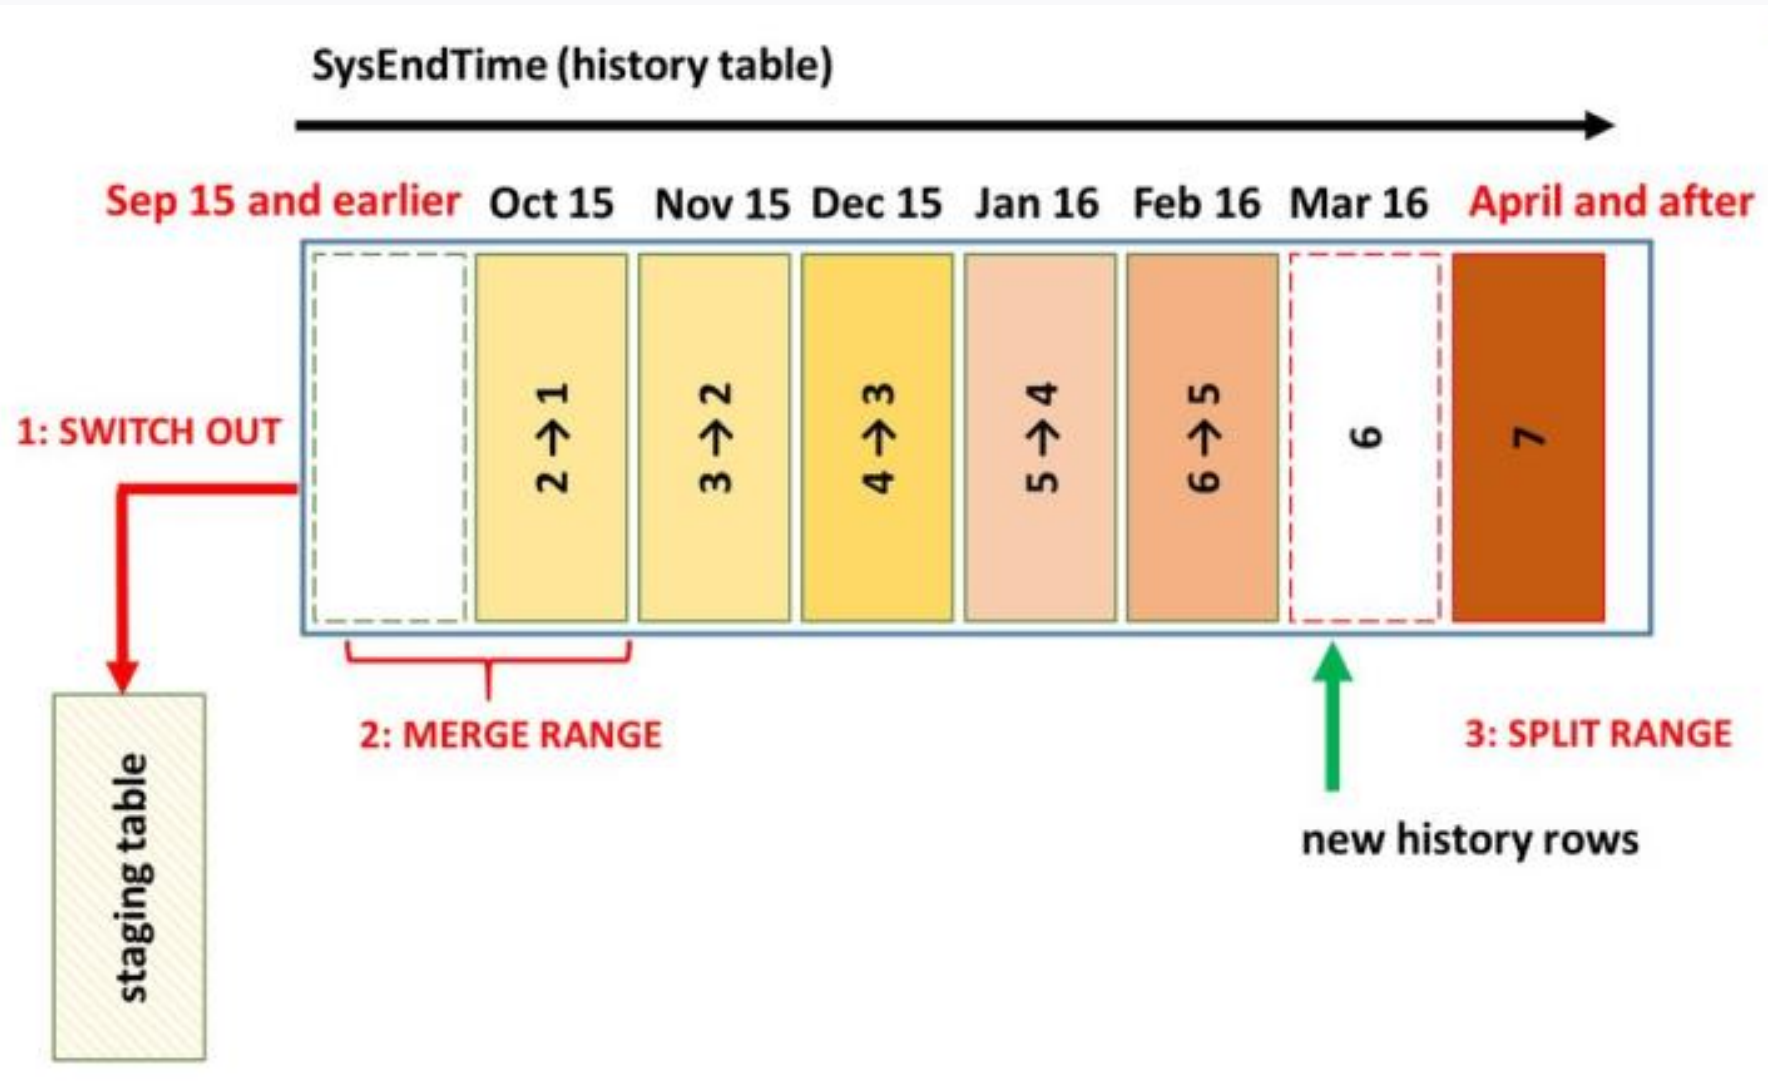 SysEndTime (history table)
Sep 15 and earlier Oct 15 Nov 15 Dec 15 Jan 16 Feb 16 Mar 16 April and after
1: SWITCH OUT
2 → 1
3 → 2
4 → 3
5 → 4
6 → 5
6
7
2: MERGE RANGE
3: SPLIT RANGE
new history rows
staging table